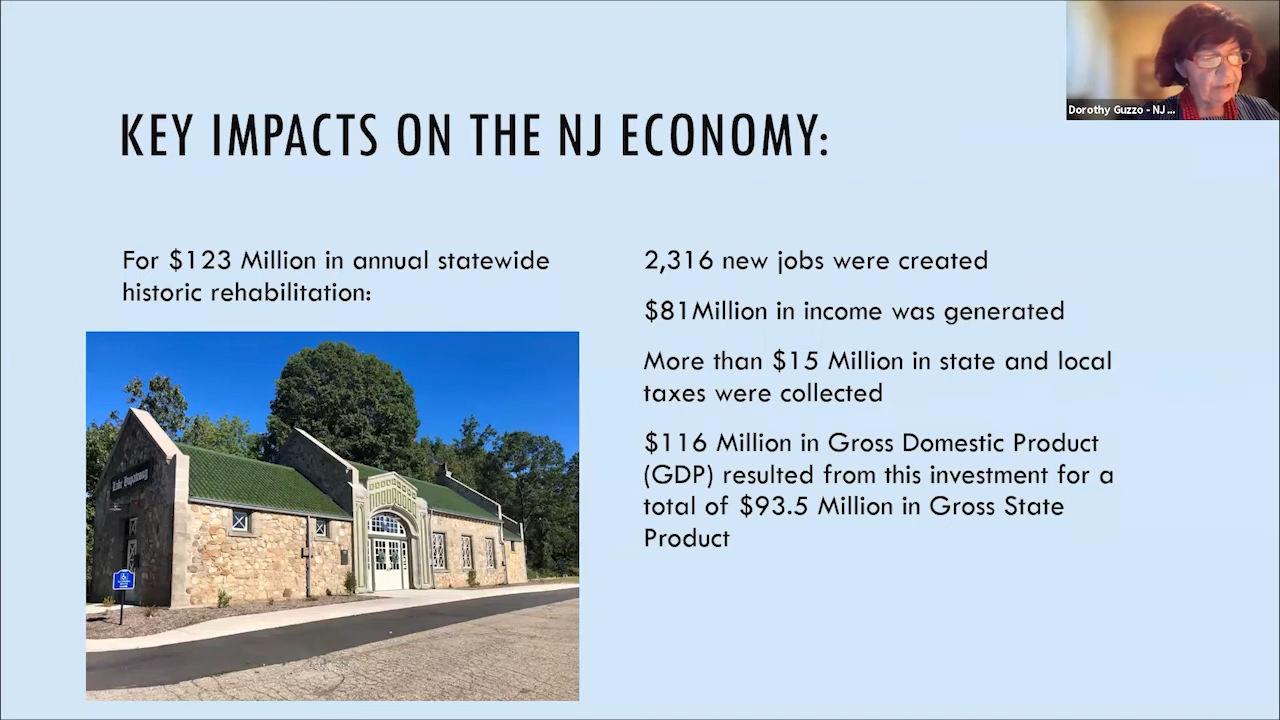 Dorothy Guzzo - NJ ...
KEY IMPACTS ON THE NJ ECONOMY:
For $123 Million in annual statewide
historic rehabilitation:
2,316 new jobs were created
$81Million in income was generated
More than $15 Million in state and local
taxes were collected
$116 Million in Gross Domestic Product
(GDP) resulted from this investment for a
total of $93.5 Million in Gross State
Product
Lake Hopatcong